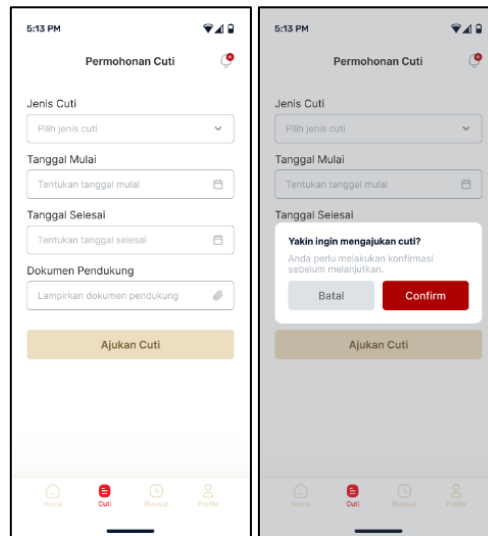 5:13 PM
Permohonan Cuti
Jenis Cuti
Pilih jenis cuti
Tanggal Mulai
Tentukan tanggal mulai
Tanggal Selesai
Tentukan tanggal selesai
Dokumen Pendukung
Lampirkan dokumen pendukung
Ajukan Cuti
Home
Cuti
Riwayat
Profile
5:13 PM
Permohonan Cuti
Jenis Cuti
Pilih jenis cuti
Tanggal Mulai
Tentukan tanggal mulai
Tanggal Selesai
Yakin ingin mengajukan cuti?
Anda perlu melakukan konfirmasi
sebelum melanjutkan.
Batal
Confirm
Ajukan Cuti
Home
Cuti
Riwayat
Profile